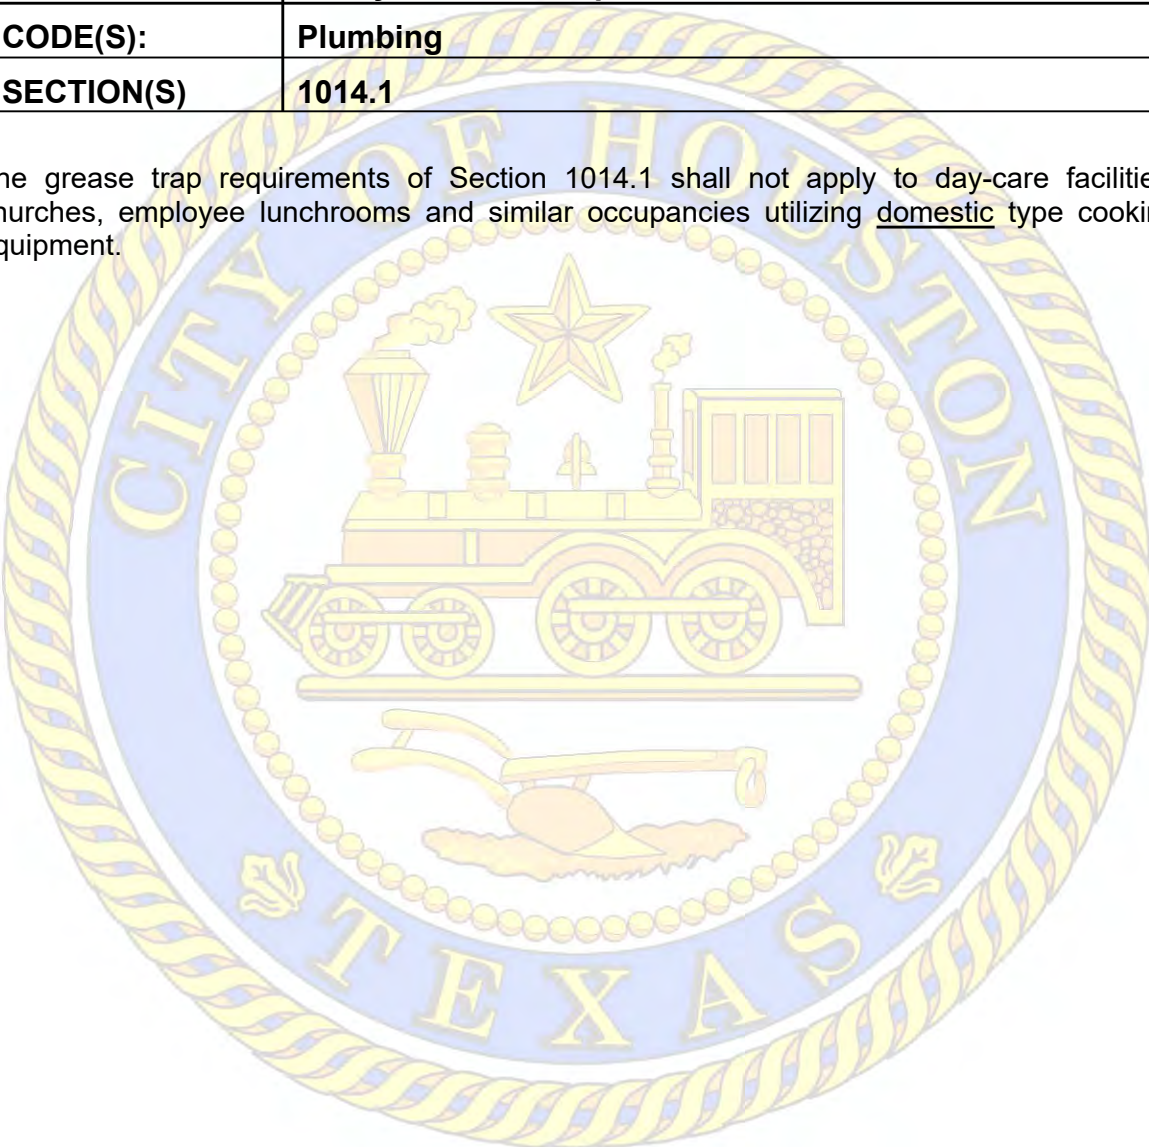 CODE(S): Plumbing
SECTION(S) 1014.1
he grease trap requirements of Section 1014.1 shall not apply to day-care facilitie
hurches, employee lunchrooms and similar occupancies utilizing domestic type cookin
quipment.
CITY OF HOUSTON
TEXAS